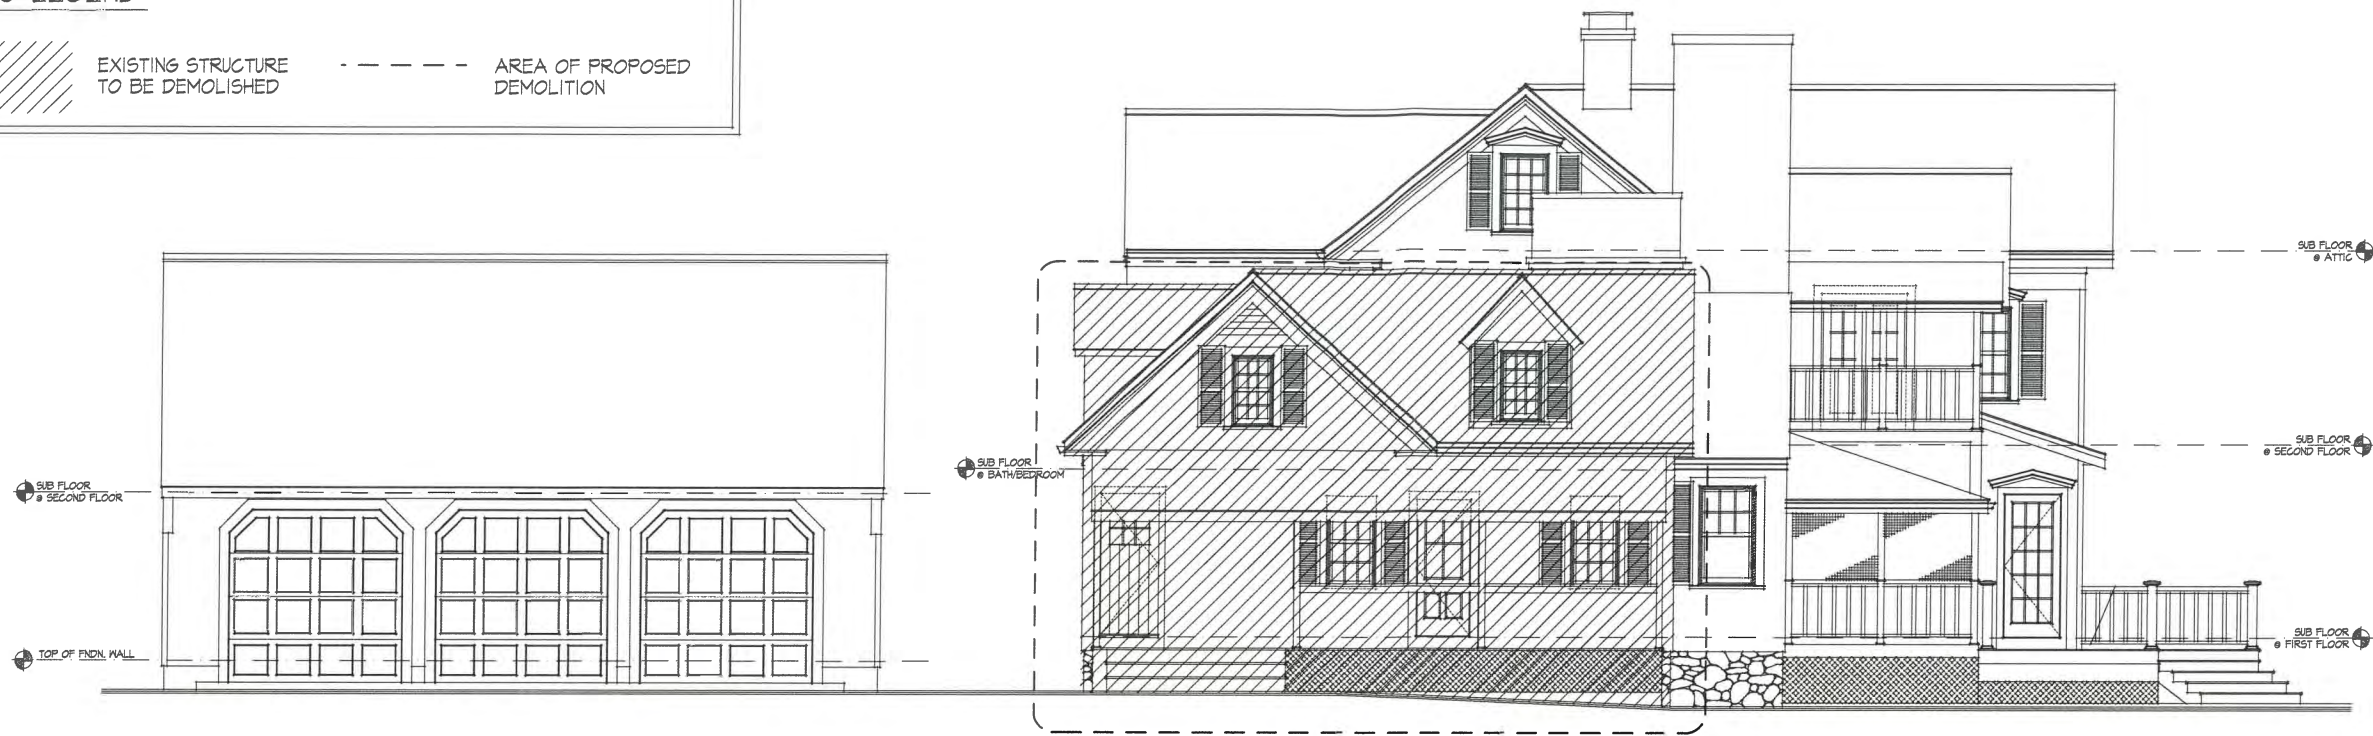 LEGEND
EXISTING STRUCTURE
TO BE DEMOLISHED
AREA OF PROPOSED
DEMOLITION
SUB FLOOR
@ ATTIC
SUB FLOOR
@ SECOND FLOOR
SUB FLOOR
@ BATH/BEDROOM
SUB FLOOR
@ SECOND FLOOR
TOP OF FNDN. WALL
SUB FLOOR
@ FIRST FLOOR